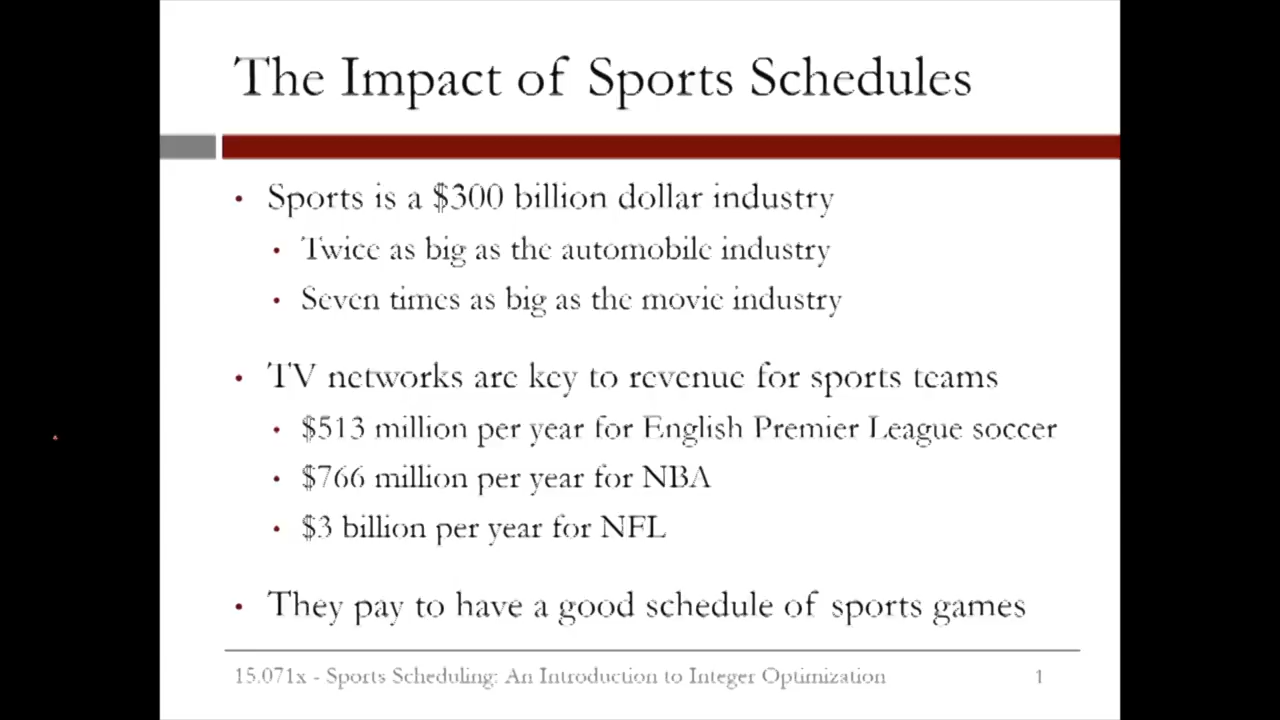 The Impact of Sports Schedules
• Sports is a $300 billion dollar industry
• Twice as big as the automobile industry
• Seven times as big as the movie industry
• TV networks are key to revenue for sports teams
• $513 million per year for English Premier League soccer
• $766 million per year for NBA
• $3 billion per year for NFL
• They pay to have a good schedule of sports games
15.071x - Sports Scheduling: An Introduction to Integer Optimization 1